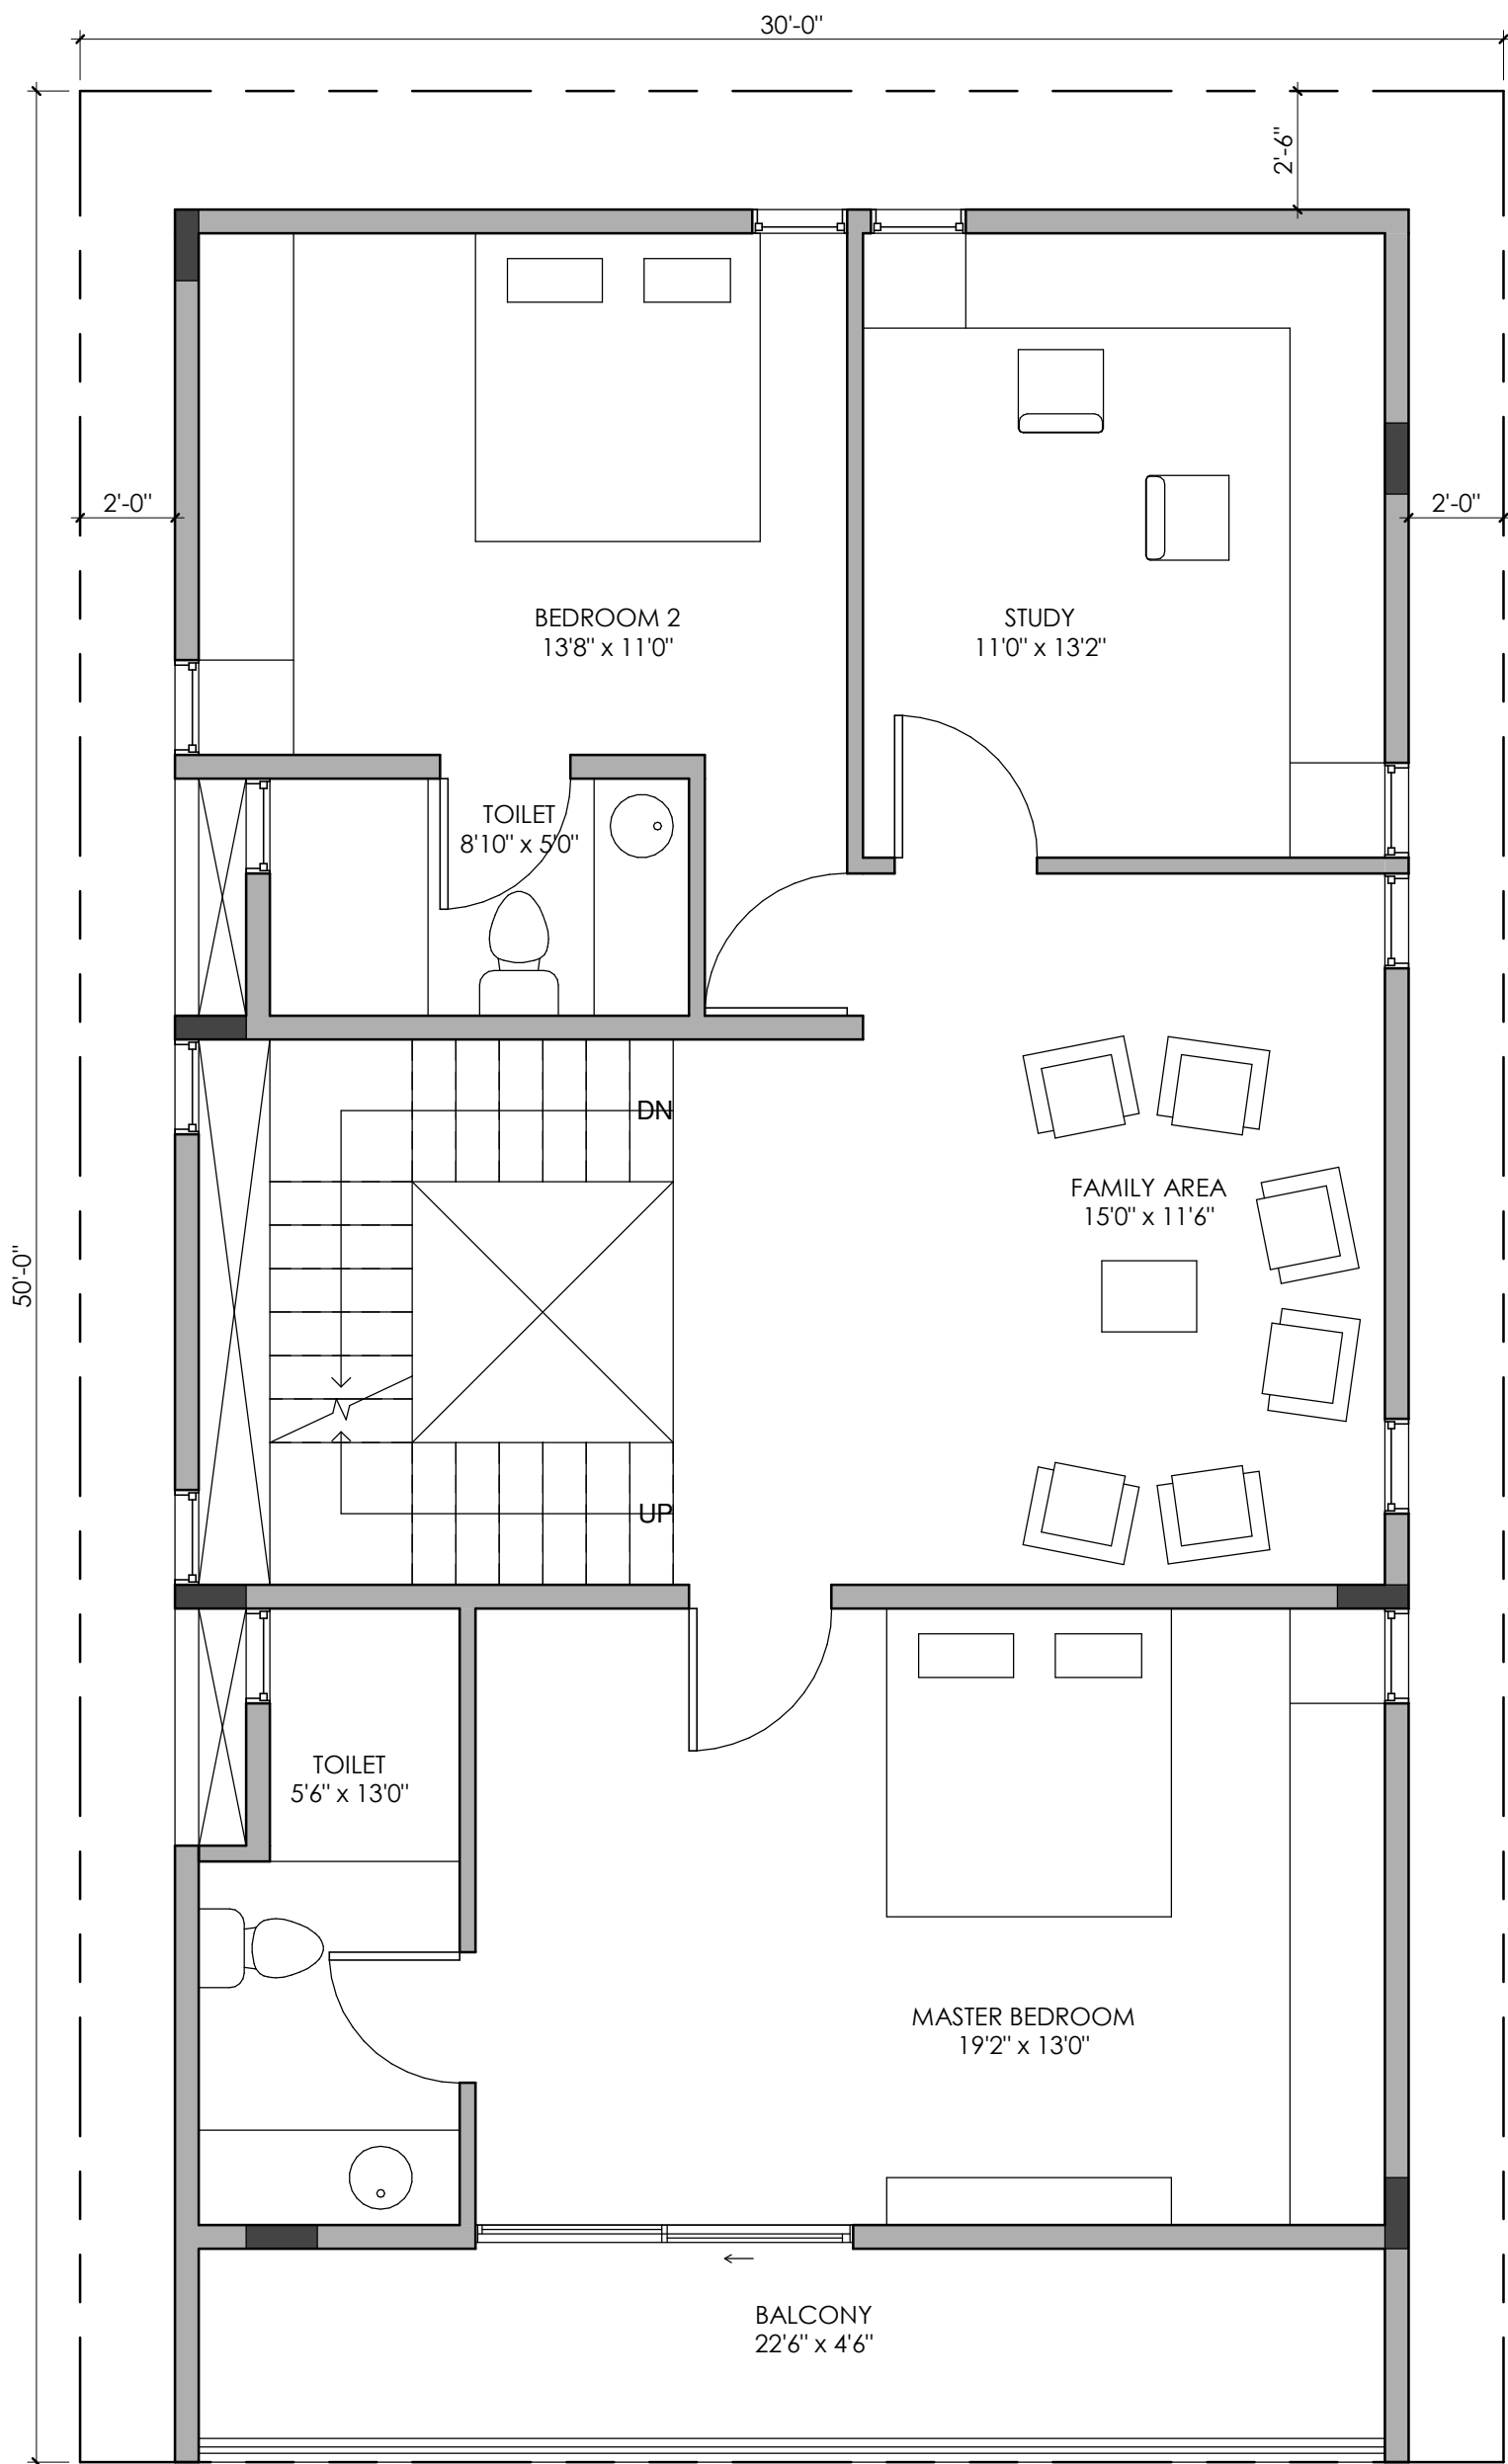 30'-0"
2'-6"
2'-0"
2'-0"
BEDROOM 2
13'8" x 11'0"
STUDY
11'0" x 13'2"
TOILET
8'10" x 5'0"
DN
FAMILY AREA
15'0" x 11'6"
50'-0"
UP
TOILET
5'6" x 13'0"
MASTER BEDROOM
19'2" x 13'0"
BALCONY
22'6" x 4'6"